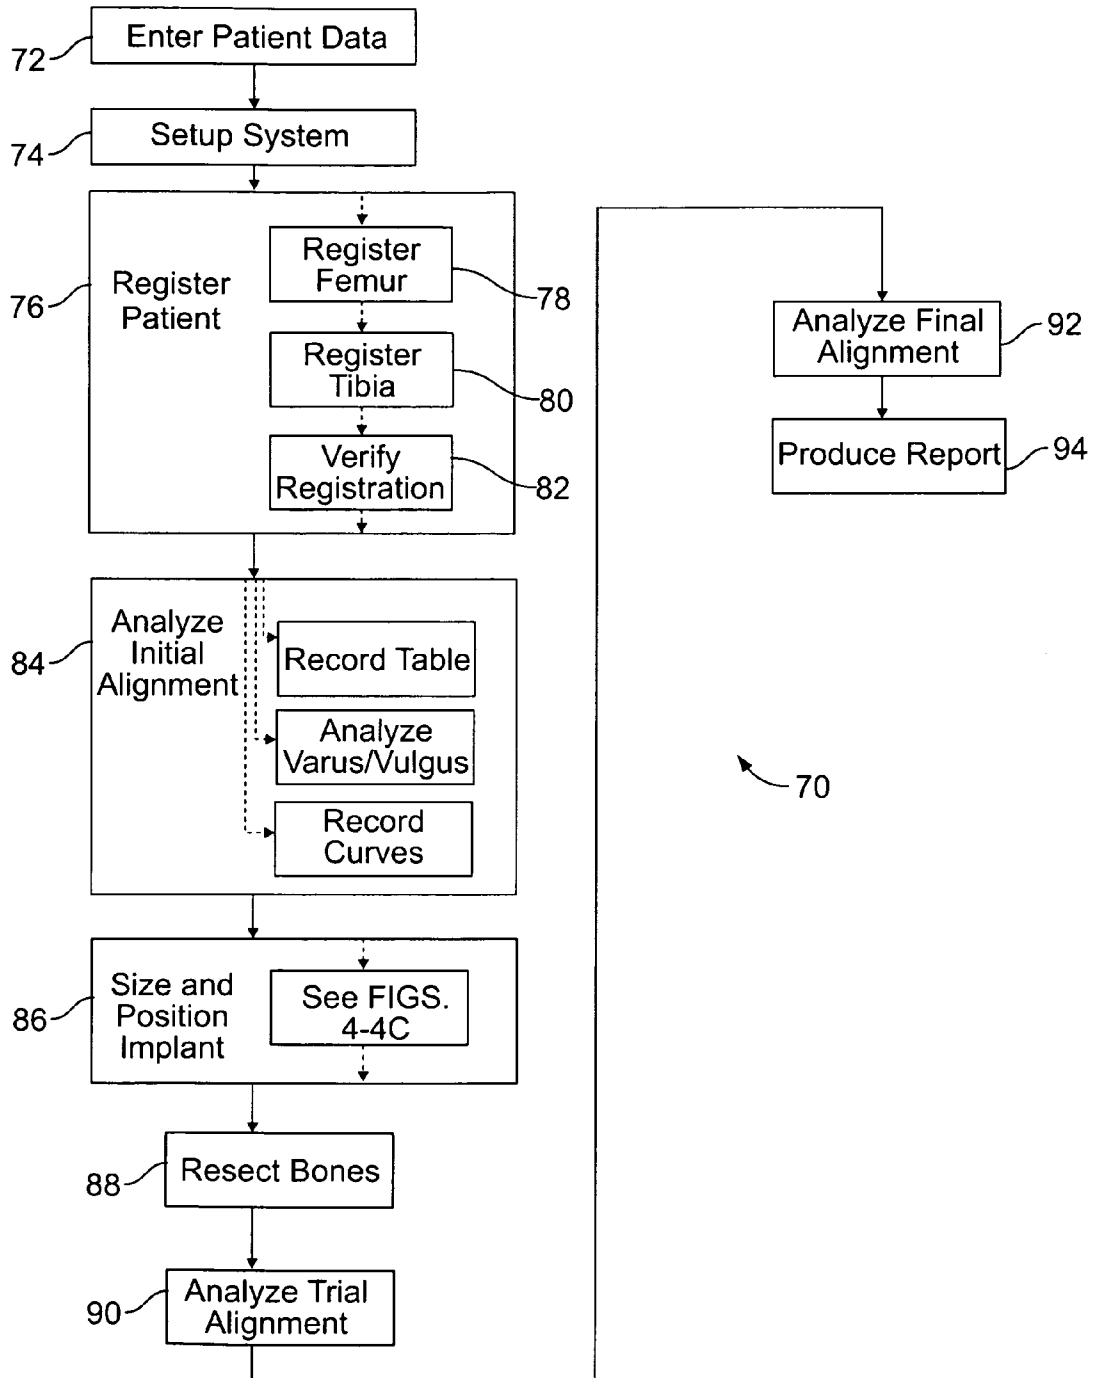 Enter Patient Data
72
Setup System
74
Register
Patient
76
Register
Femur
78
Register
Tibia
80
Verify
Registration
82
Analyze
Initial
Alignment
84
Record Table
Analyze
Varus/Vulgus
Record
Curves
Size and
Position
Implant
86
See FIGS.
4-4C
Resect Bones
88
Analyze Trial
Alignment
90
Analyze Final
Alignment
92
Produce Report
94
70